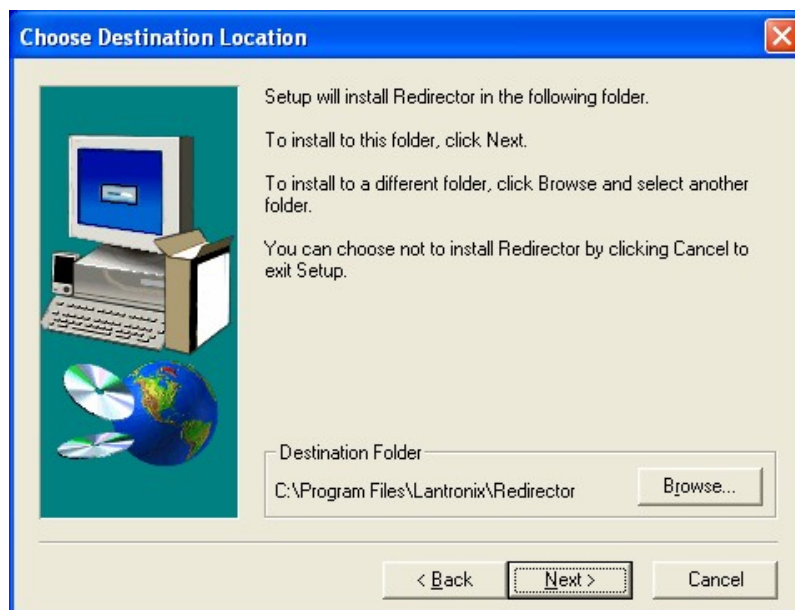 Choose Destination Location
Setup will install Redirector in the following folder.
To install to this folder, click Next.
To install to a different folder, click Browse and select another
folder.
You can choose not to install Redirector by clicking Cancel to
exit Setup.
Destination Folder
C:\Program Files\Lantronix\Redirector
Browse...
< Back
Next >
Cancel